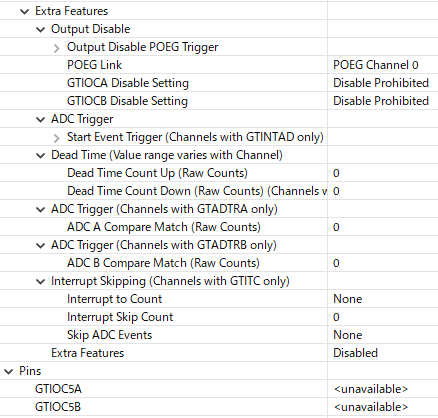 Extra Features
Output Disable
Output Disable POEG Trigger
POEG Link POEG Channel 0
GTIOCA Disable Setting Disable Prohibited
GTIOCB Disable Setting Disable Prohibited
ADC Trigger
Start Event Trigger (Channels with GTINTAD only)
Dead Time (Value range varies with Channel)
Dead Time Count Up (Raw Counts) 0
Dead Time Count Down (Raw Counts) (Channels w 0
ADC Trigger (Channels with GTADTRA only)
ADC A Compare Match (Raw Counts) 0
ADC Trigger (Channels with GTADTRB only)
ADC B Compare Match (Raw Counts) 0
Interrupt Skipping (Channels with GTITC only)
Interrupt to Count None
Interrupt Skip Count 0
Skip ADC Events None
Extra Features Disabled
Pins
GTIOC5A <unavailable>
GTIOC5B <unavailable>